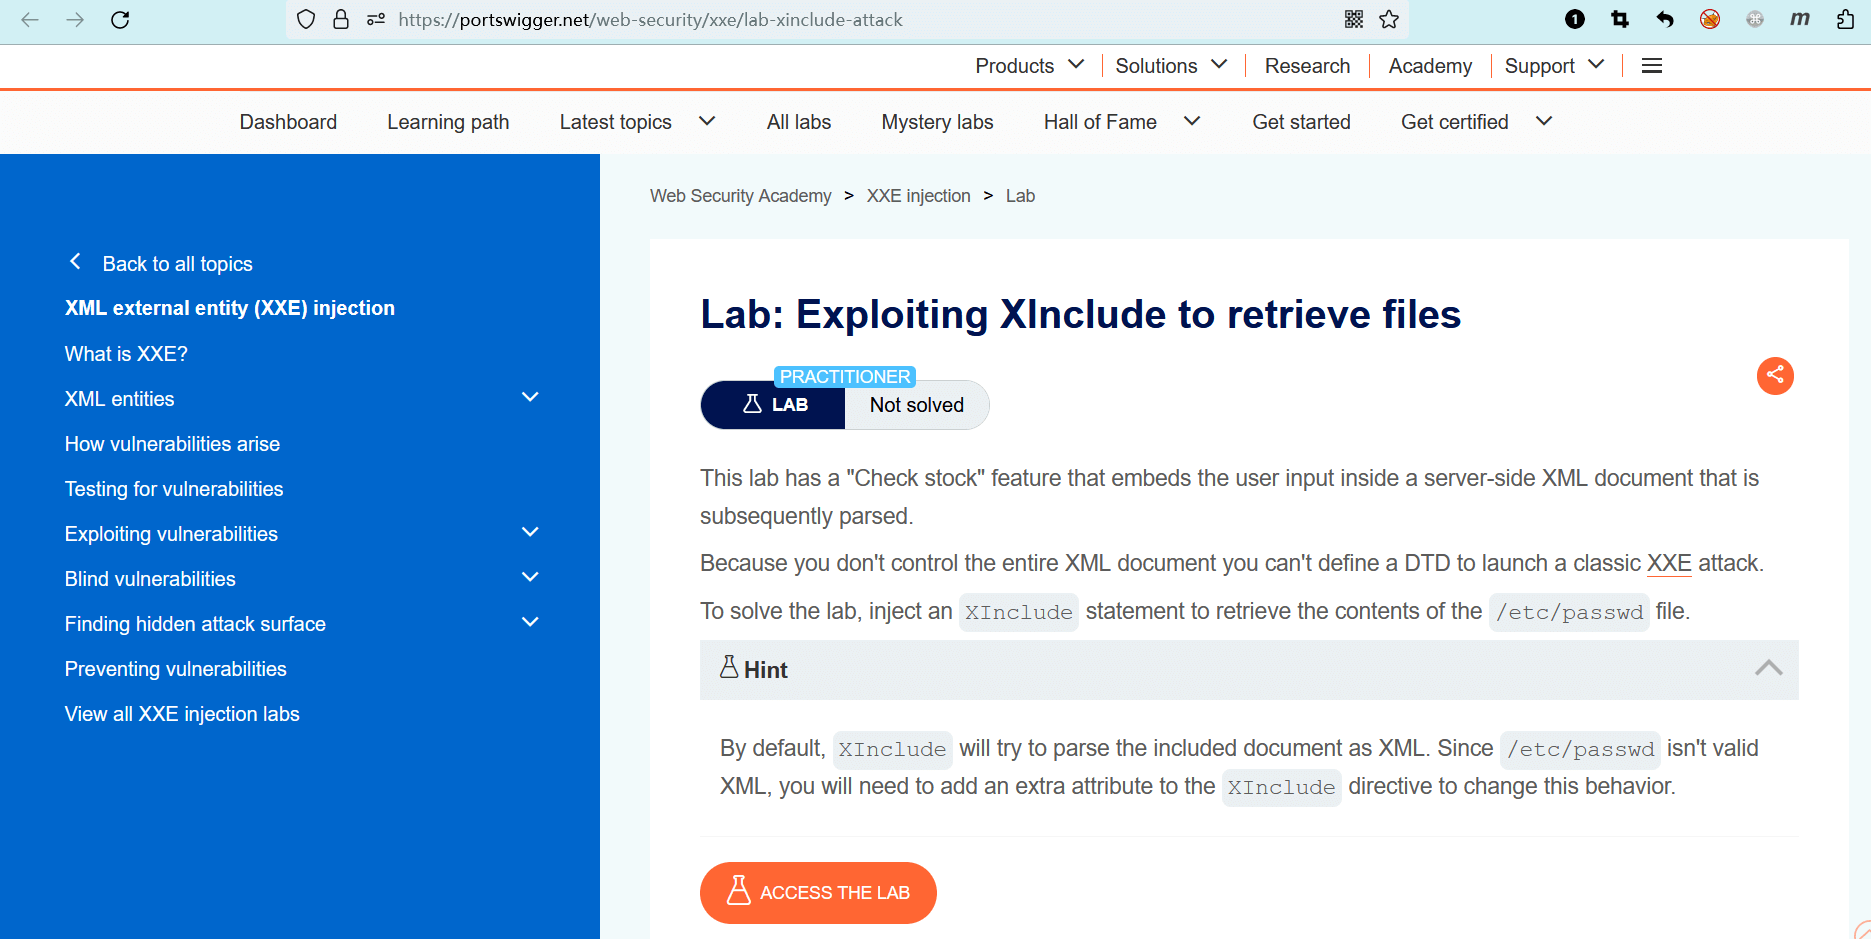 https://portswigger.net/web-security/xxe/lab-xinclude-attack
Products Solutions Research Academy Support
Dashboard Learning path Latest topics All labs Mystery labs Hall of Fame Get started Get certified
Web Security Academy > XXE injection > Lab
Back to all topics
XML external entity (XXE) injection
What is XXE?
XML entities
How vulnerabilities arise
Testing for vulnerabilities
Exploiting vulnerabilities
Blind vulnerabilities
Finding hidden attack surface
Preventing vulnerabilities
View all XXE injection labs
Lab: Exploiting XInclude to retrieve files
PRACTITIONER
LAB Not solved
This lab has a "Check stock" feature that embeds the user input inside a server-side XML document that is
subsequently parsed.
Because you don't control the entire XML document you can't define a DTD to launch a classic XXE attack.
To solve the lab, inject an XInclude statement to retrieve the contents of the /etc/passwd file.
Hint
By default, XInclude will try to parse the included document as XML. Since /etc/passwd isn't valid
XML, you will need to add an extra attribute to the XInclude directive to change this behavior.
ACCESS THE LAB